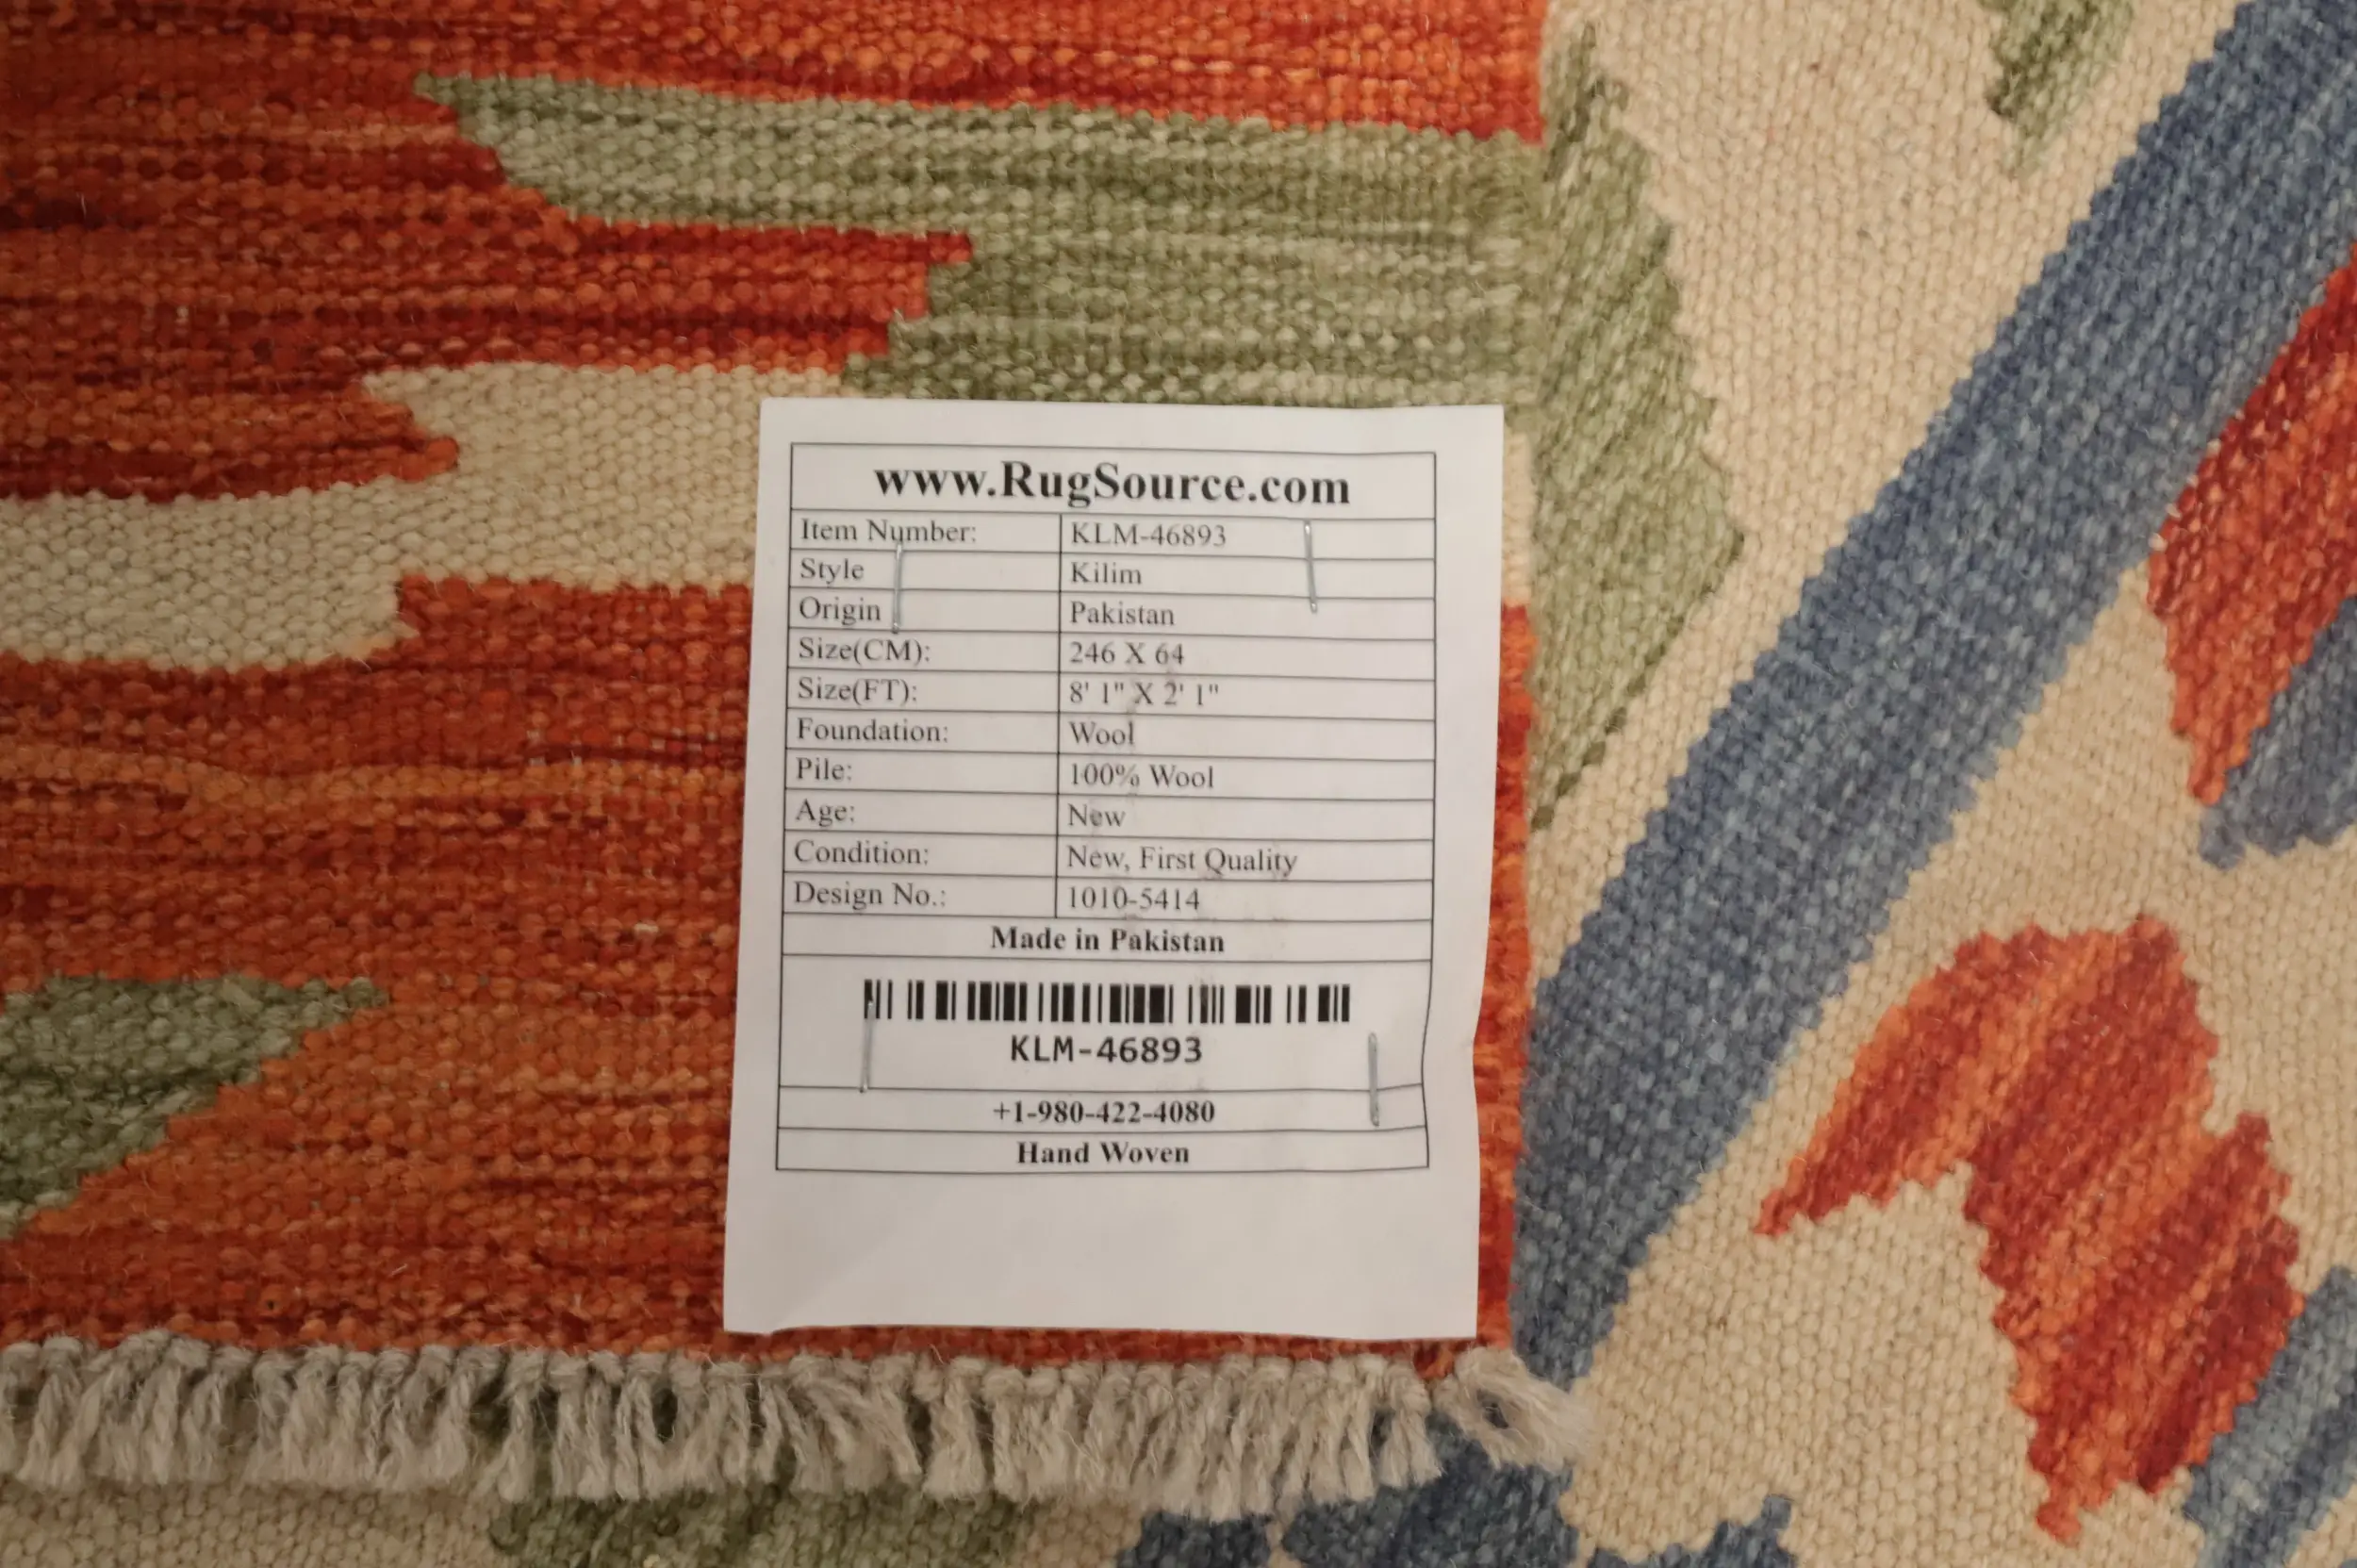 www.RugSource.com
Item Number: KLM-46893
Style Kilim
Origin Pakistan
Size(CM): 246 X 64
Size(FT): 8' 1" X 2' 1"
Foundation: Wool
Pile: 100% Wool
Age: New
Condition: New, First Quality
Design No.: 1010-5414
Made in Pakistan
KLM-46893
+1-980-422-4080
Hand Woven